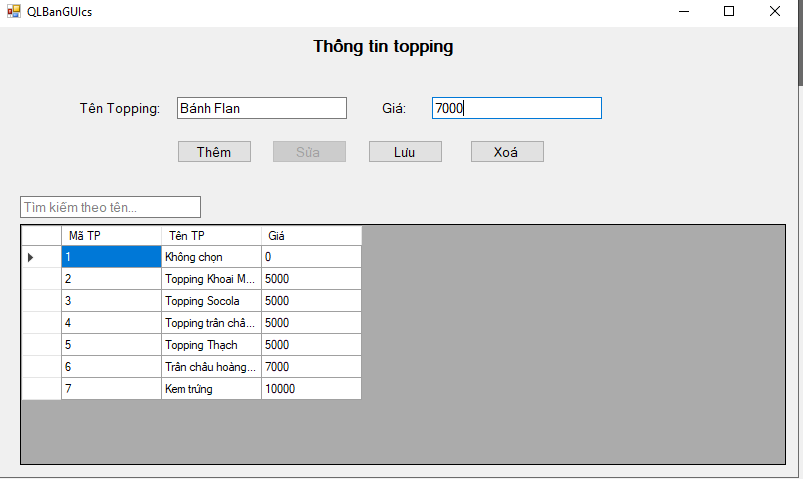 QLBanGUIcs
Thông tin topping
Tên Topping: Bánh Flan Giá: 7000
Thêm Sửa Lưu Xoá
Tìm kiếm theo tên...
Mã TP Tên TP Giá
1 Không chọn 0
2 Topping Khoai M... 5000
3 Topping Socola 5000
4 Topping trân châ... 5000
5 Topping Thạch 5000
6 Trân châu hoàng... 7000
7 Kem trứng 10000